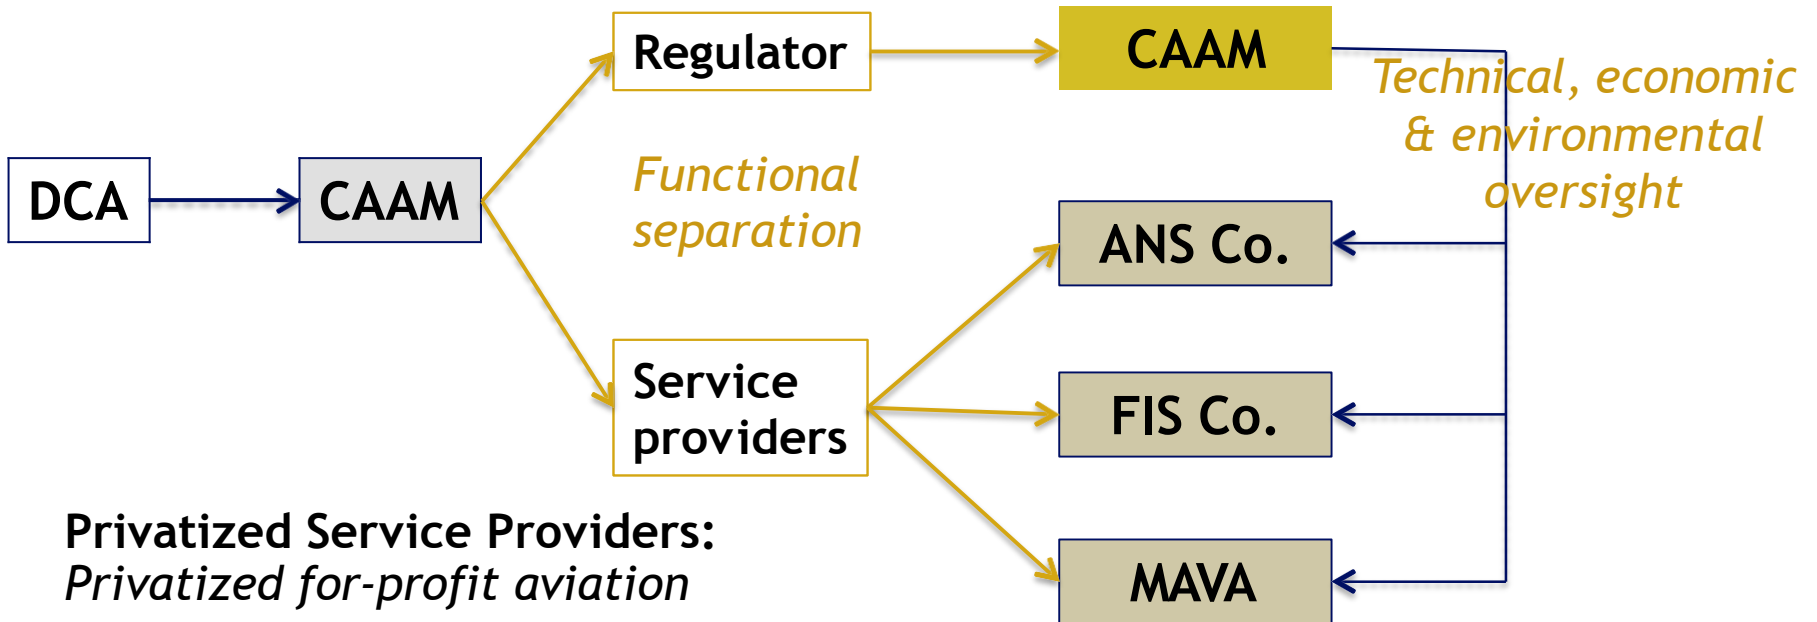 Regulator
CAAM
Technical, economic
& environmental
oversight
DCA
CAAM
Functional
separation
ANS Co.
Service
providers
FIS Co.
MAVA
Privatized Service Providers:
Privatized for-profit aviation